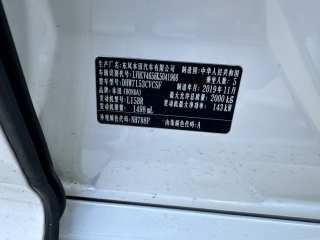 生产厂名：东风本田汽车有限公司 制造国：中华人民共和国
车辆识别代号：LVHCV4656K5041966 乘坐人数：5
整车型号：DHW7153CVCSF 制造年月：2019年11月
发动机型号：L15BR 最大允许总质量：2000 kg
发动机排量：1498 mL 发动机最大净功率：143 kW
品牌：本田(HONDA)
车身颜色代码：NH788P 内饰颜色代码：A